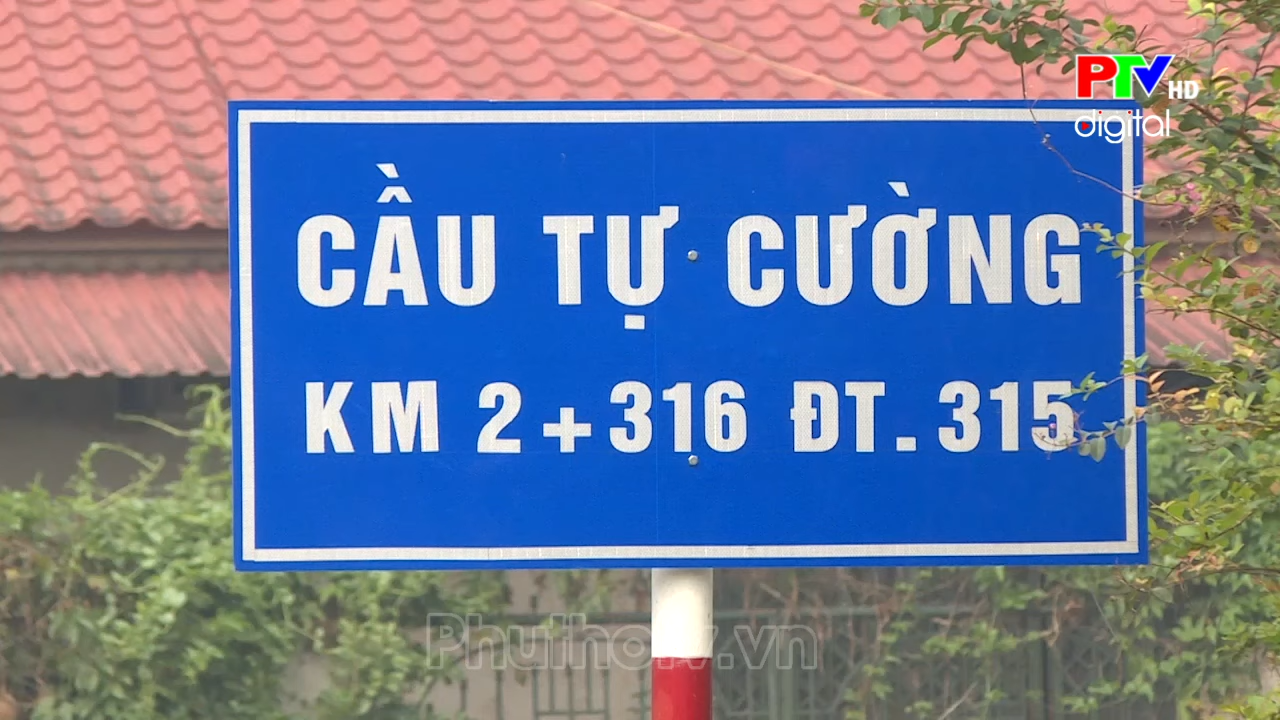 PTV HD
digital
CẦU TỰ CƯỜNG
KM 2+316 ĐT. 315
Phutho.tv.vn